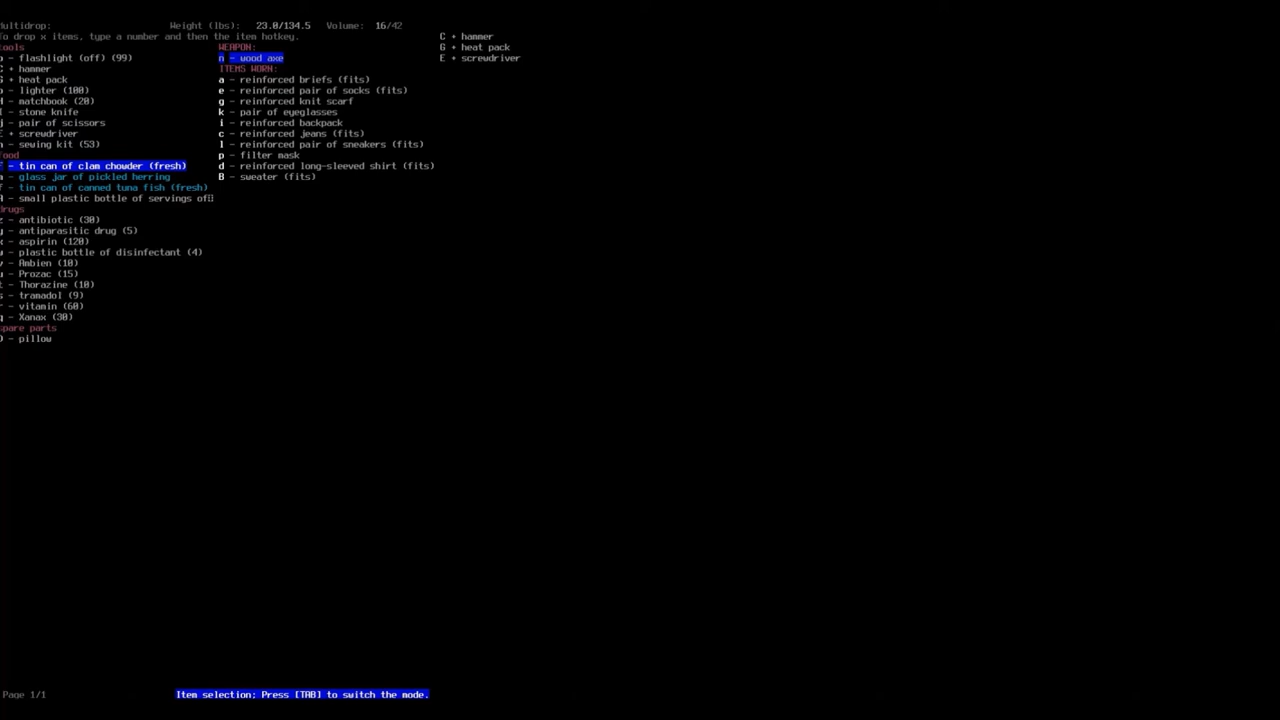 Multidrop: Weight (lbs): 23.0/134.5 Volume: 16/42
To drop x items, type a number and then the item hotkey.
tools
- flashlight (off) (99)
C + hammer
G + heat pack
- lighter (100)
H - matchbook (20)
- stone knife
j - pair of scissors
E + screwdriver
- sewing kit (53)
food
- tin can of clam chowder (fresh)
- glass jar of pickled herring
f - tin can of canned tuna fish (fresh)
A - small plastic bottle of servings of
drugs
z - antibiotic (30)
y - antiparasitic drug (5)
x - aspirin (120)
w - plastic bottle of disinfectant (4)
v - Ambien (10)
u - Prozac (15)
t - Thorazine (10)
s - tramadol (9)
r - vitamin (60)
q - Xanax (30)
spare parts
D - pillow
WEAPON:
n - wood axe
ITEMS WORN:
a - reinforced briefs (fits)
e - reinforced pair of socks (fits)
g - reinforced knit scarf
k - pair of eyeglasses
i - reinforced backpack
c - reinforced jeans (fits)
l - reinforced pair of sneakers (fits)
p - filter mask
d - reinforced long-sleeved shirt (fits)
B - sweater (fits)
C + hammer
G + heat pack
E + screwdriver
Page 1/1 Item selection; Press [TAB] to switch the mode.